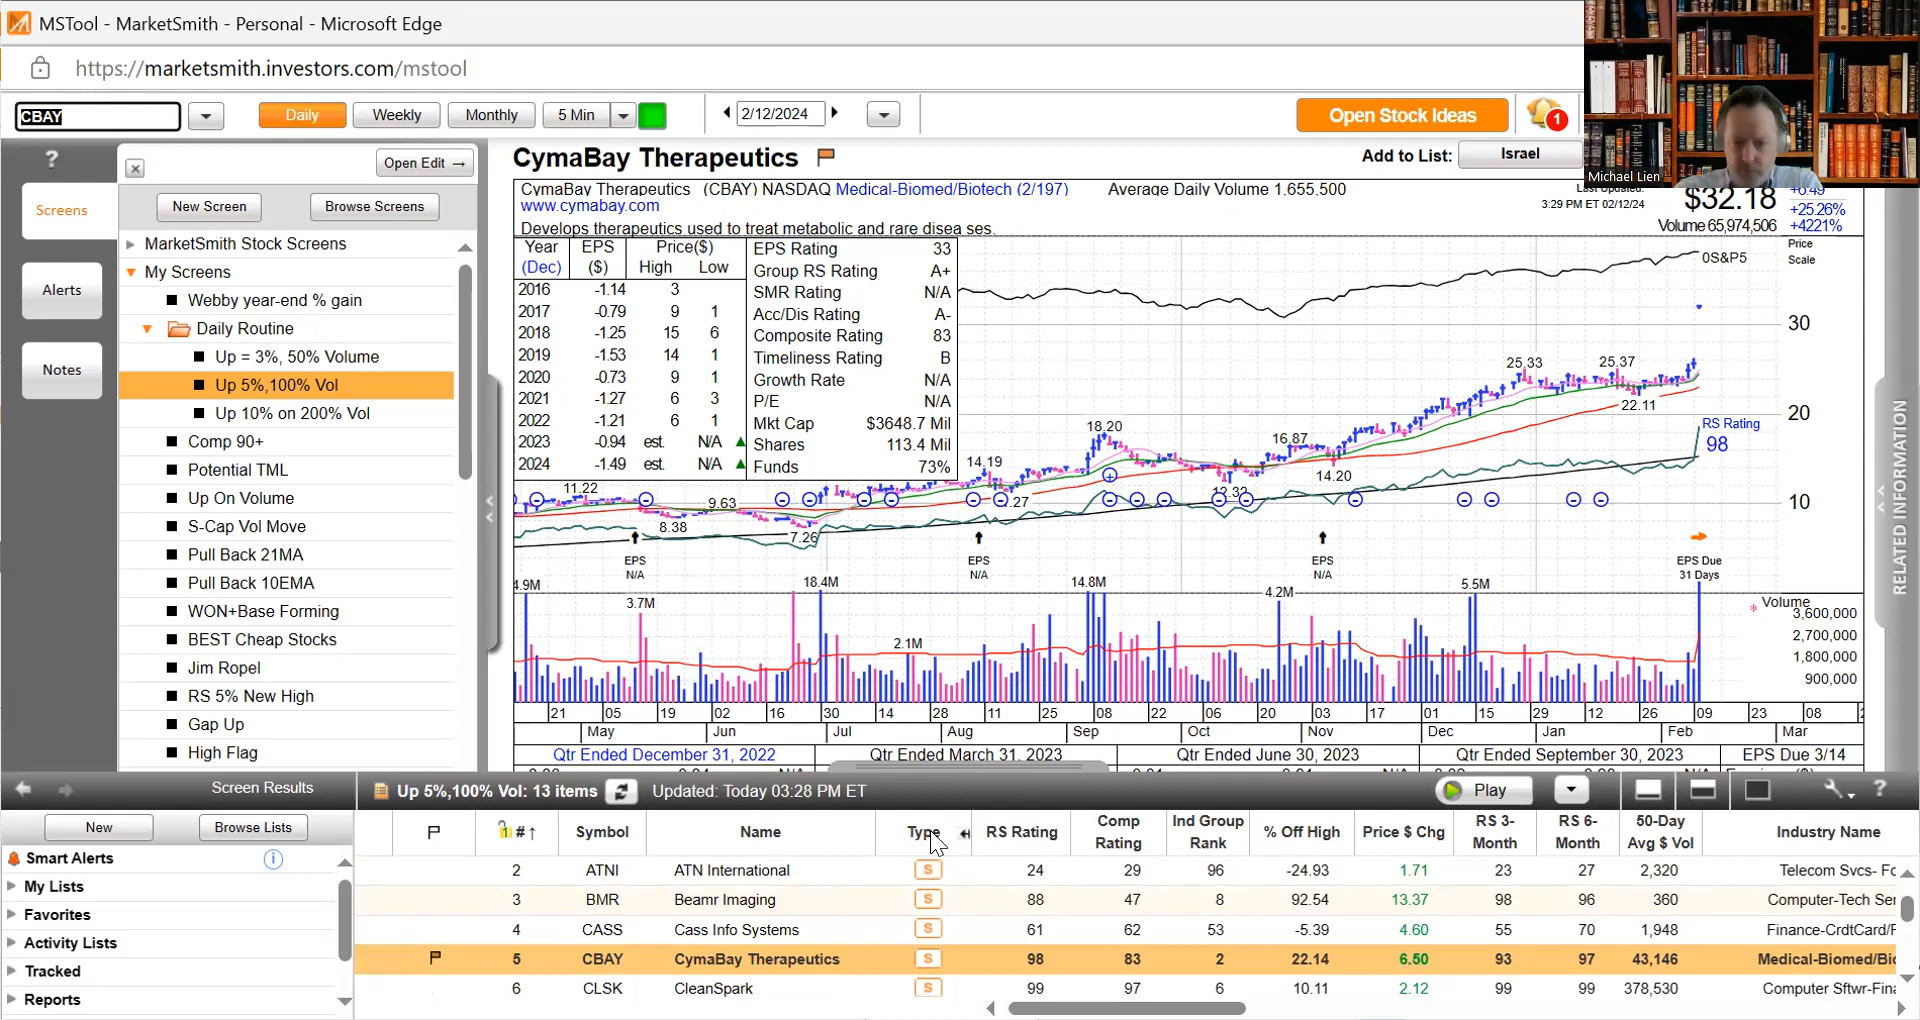 MSTool - MarketSmith - Personal - Microsoft Edge
https://marketsmith.investors.com/mstool
CBAY
Daily
Weekly
Monthly
5 Min
2/12/2024
Open Stock Ideas
1
Michael Lien
?
Screens
Alerts
Notes
Open Edit →
New Screen
Browse Screens
MarketSmith Stock Screens
My Screens
Webby year-end % gain
Daily Routine
Up = 3%, 50% Volume
Up 5%,100% Vol
Up 10% on 200% Vol
Comp 90+
Potential TML
Up On Volume
S-Cap Vol Move
Pull Back 21MA
Pull Back 10EMA
WON+Base Forming
BEST Cheap Stocks
Jim Ropel
RS 5% New High
Gap Up
High Flag
CymaBay Therapeutics
Add to List:
Israel
CymaBay Therapeutics (CBAY) NASDAQ Medical-Biomed/Biotech (2/197) Average Daily Volume 1.655,500
www.cymabay.com
Develops therapeutics used to treat metabolic and rare disea ses.
Last Updated:
3:29 PM ET 02/12/24
$32.18
+6.49
+25.26%
Volume 65,974,506 +4221%
Year EPS Price($)
(Dec) ($) High Low
2016 -1.14 3
2017 -0.79 9 1
2018 -1.25 15 6
2019 -1.53 14 1
2020 -0.73 9 1
2021 -1.27 6 3
2022 -1.21 6 1
2023 -0.94 est. N/A
2024 -1.49 est. N/A
EPS Rating 33
Group RS Rating A+
SMR Rating N/A
Acc/Dis Rating A-
Composite Rating 83
Timeliness Rating B
Growth Rate N/A
P/E N/A
Mkt Cap $3648.7 Mil
Shares 113.4 Mil
Funds 73%
Price
Scale
0S&P5
30
20
10
RS Rating
98
25.33
25.37
22.11
18.20
16.87
14.19
14.20
11.22
9.63
8.38
7.26
EPS
N/A
EPS
N/A
EPS
N/A
EPS Due
31 Days
4.9M
3.7M
18.4M
2.1M
14.8M
4.2M
5.5M
* Volume
3,600,000
2,700,000
1,800,000
900,000
21 05 19 02 16 30 14 28 11 25 08 22 06 20 03 17 01 15 29 12 26 09 23 08
May Jun Jul Aug Sep Oct Nov Dec Jan Feb Mar
Qtr Ended December 31, 2022 Qtr Ended March 31, 2023 Qtr Ended June 30, 2023 Qtr Ended September 30, 2023 EPS Due 3/14
RELATED INFORMATION
Screen Results
Up 5%,100% Vol: 13 items
Updated: Today 03:28 PM ET
Play
?
New
Browse Lists
Smart Alerts
i
My Lists
Favorites
Activity Lists
Tracked
Reports
# ↑ Symbol Name Type RS Rating Comp Rating Ind Group Rank % Off High Price $ Chg RS 3-Month RS 6-Month 50-Day Avg $ Vol Industry Name
2 ATNI ATN International S 24 29 96 -24.93 1.71 23 27 2,320 Telecom Svcs- Fc
3 BMR Beamr Imaging S 88 47 8 92.54 13.37 98 96 360 Computer-Tech Ser
4 CASS Cass Info Systems S 61 62 53 -5.39 4.60 55 70 1,948 Finance-CrdtCard/F
5 CBAY CymaBay Therapeutics S 98 83 2 22.14 6.50 93 97 43,146 Medical-Biomed/Bic
6 CLSK CleanSpark S 99 97 6 10.11 2.12 99 99 378,530 Computer Sftwr-Fina